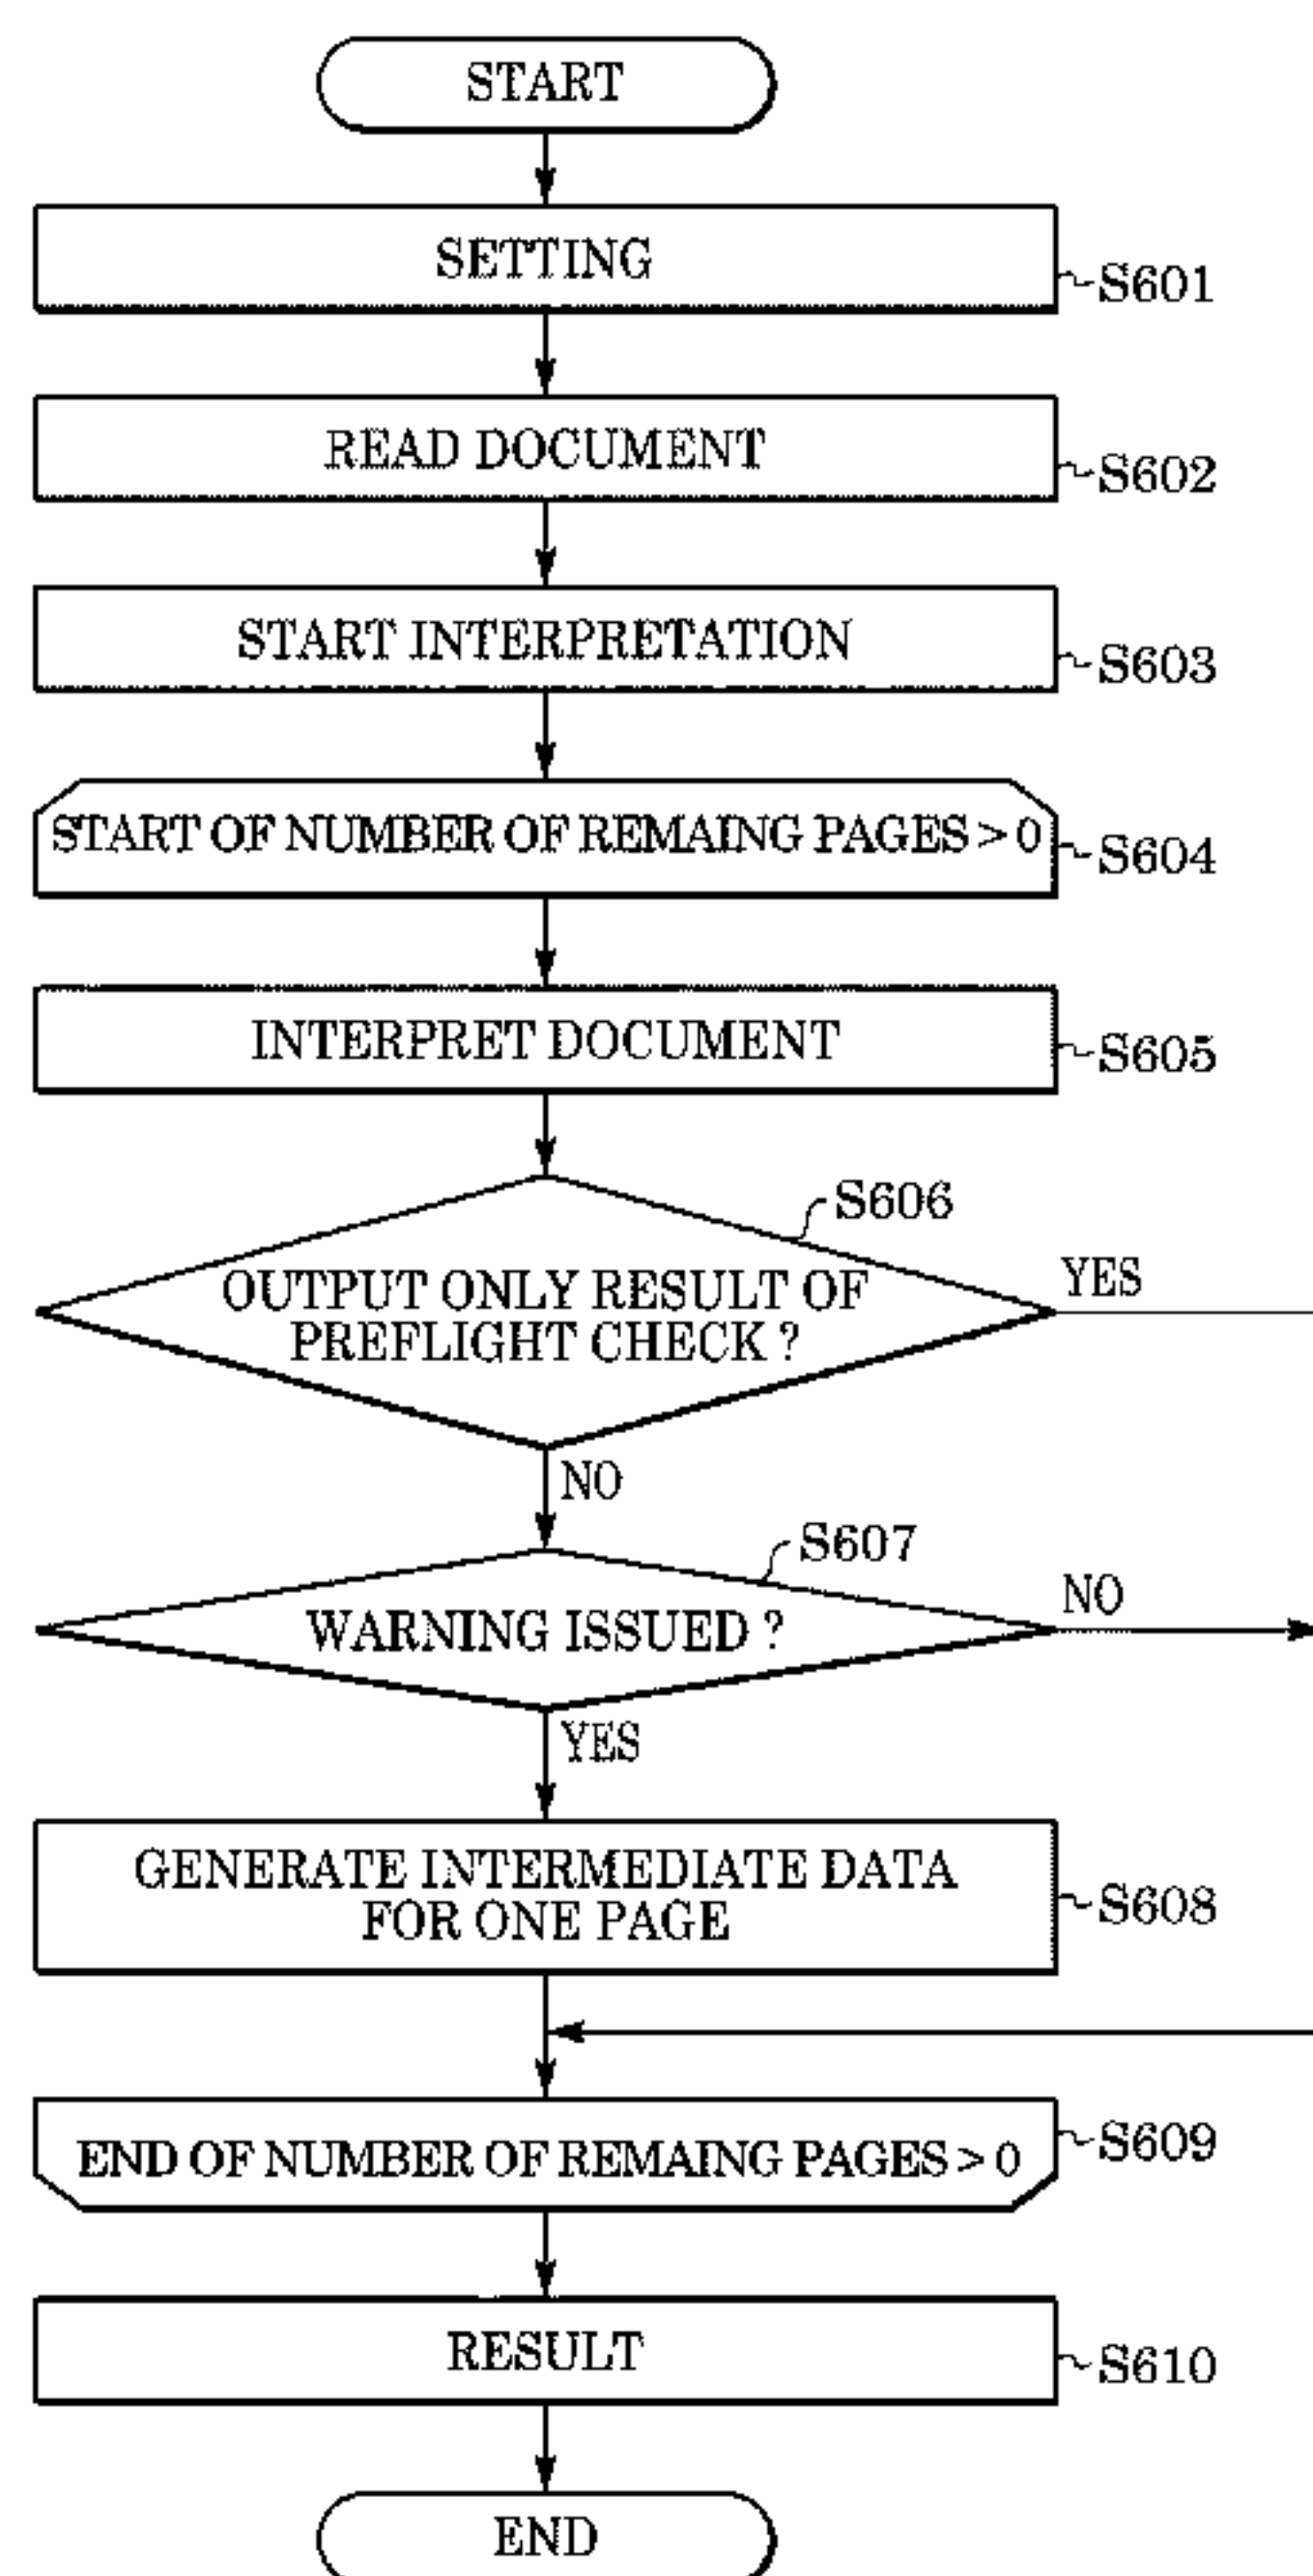 START
SETTING
S601
READ DOCUMENT
S602
START INTERPRETATION
S603
START OF NUMBER OF REMAING PAGES > 0
S604
INTERPRET DOCUMENT
S605
S606
OUTPUT ONLY RESULT OF
PREFLIGHT CHECK ?
YES
NO
S607
WARNING ISSUED ?
NO
YES
GENERATE INTERMEDIATE DATA
FOR ONE PAGE
S608
END OF NUMBER OF REMAING PAGES > 0
S609
RESULT
S610
END